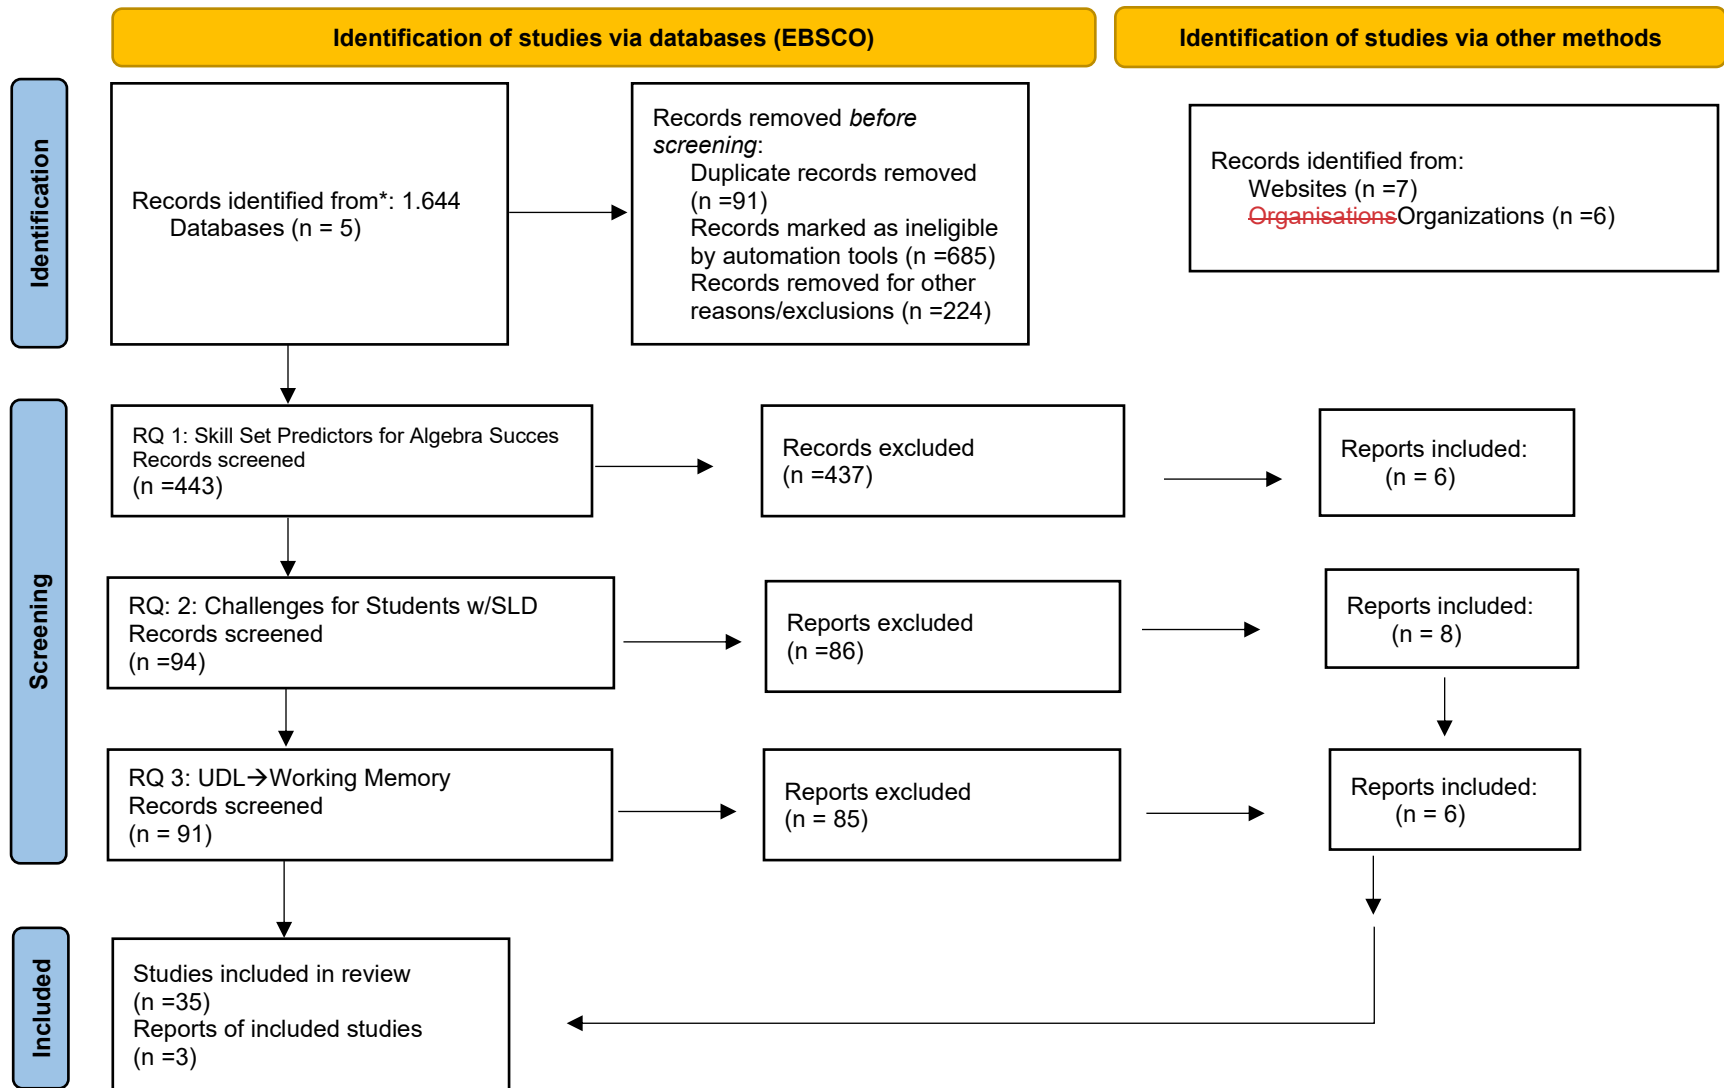 Identification of studies via databases (EBSCO)
Identification of studies via other methods
Identification
Records identified from*: 1.644
Databases (n = 5)
Records removed before
screening:
Duplicate records removed
(n =91)
Records marked as ineligible
by automation tools (n =685)
Records removed for other
reasons/exclusions (n =224)
Records identified from:
Websites (n =7)
OrganisationsOrganizations (n =6)
Screening
RQ 1: Skill Set Predictors for Algebra Succes
Records screened
(n =443)
Records excluded
(n =437)
Reports included:
(n = 6)
RQ: 2: Challenges for Students w/SLD
Records screened
(n =94)
Reports excluded
(n =86)
Reports included:
(n = 8)
RQ 3: UDL→Working Memory
Records screened
(n = 91)
Reports excluded
(n = 85)
Reports included:
(n = 6)
Included
Studies included in review
(n =35)
Reports of included studies
(n =3)